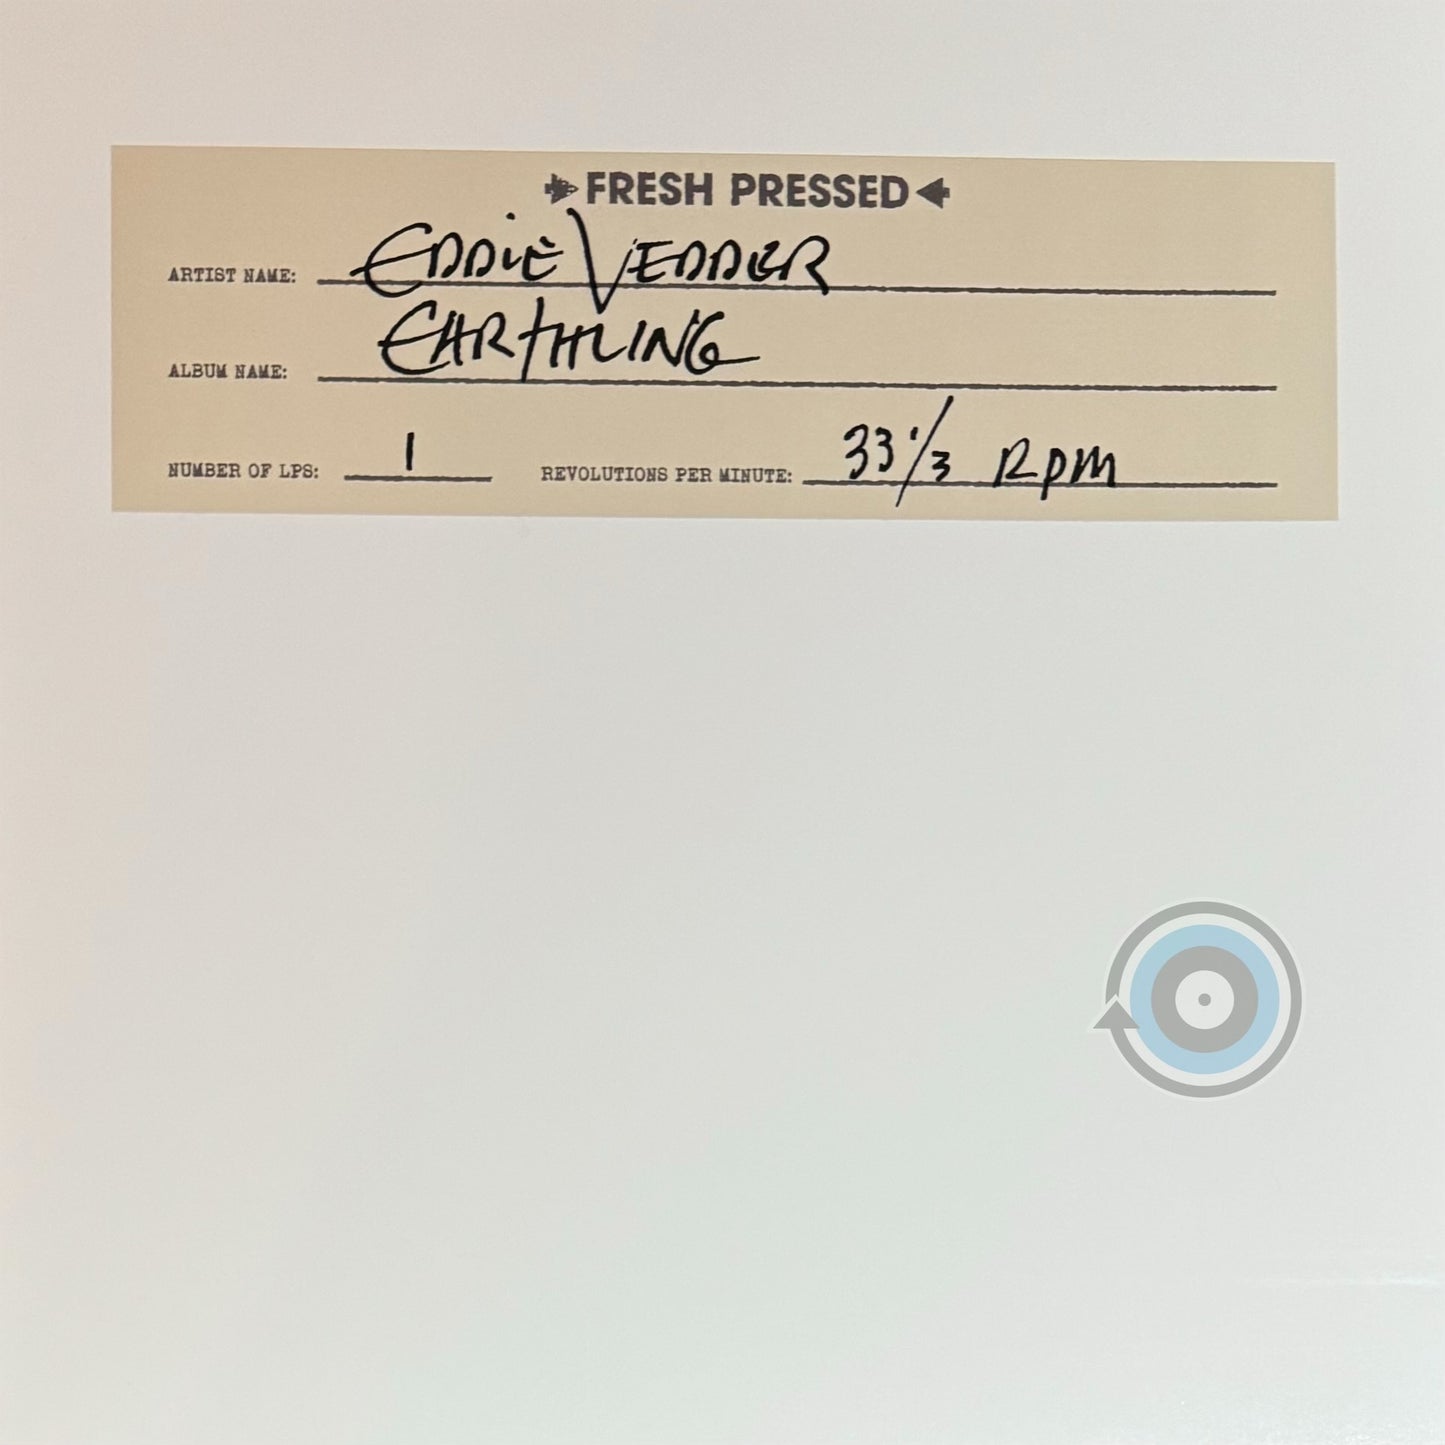 FRESH PRESSED
ARTIST NAME: EDDIE VEDDER
ALBUM NAME: EARTHLING
NUMBER OF LPS: 1 REVOLUTIONS PER MINUTE: 33 1/3 RPM